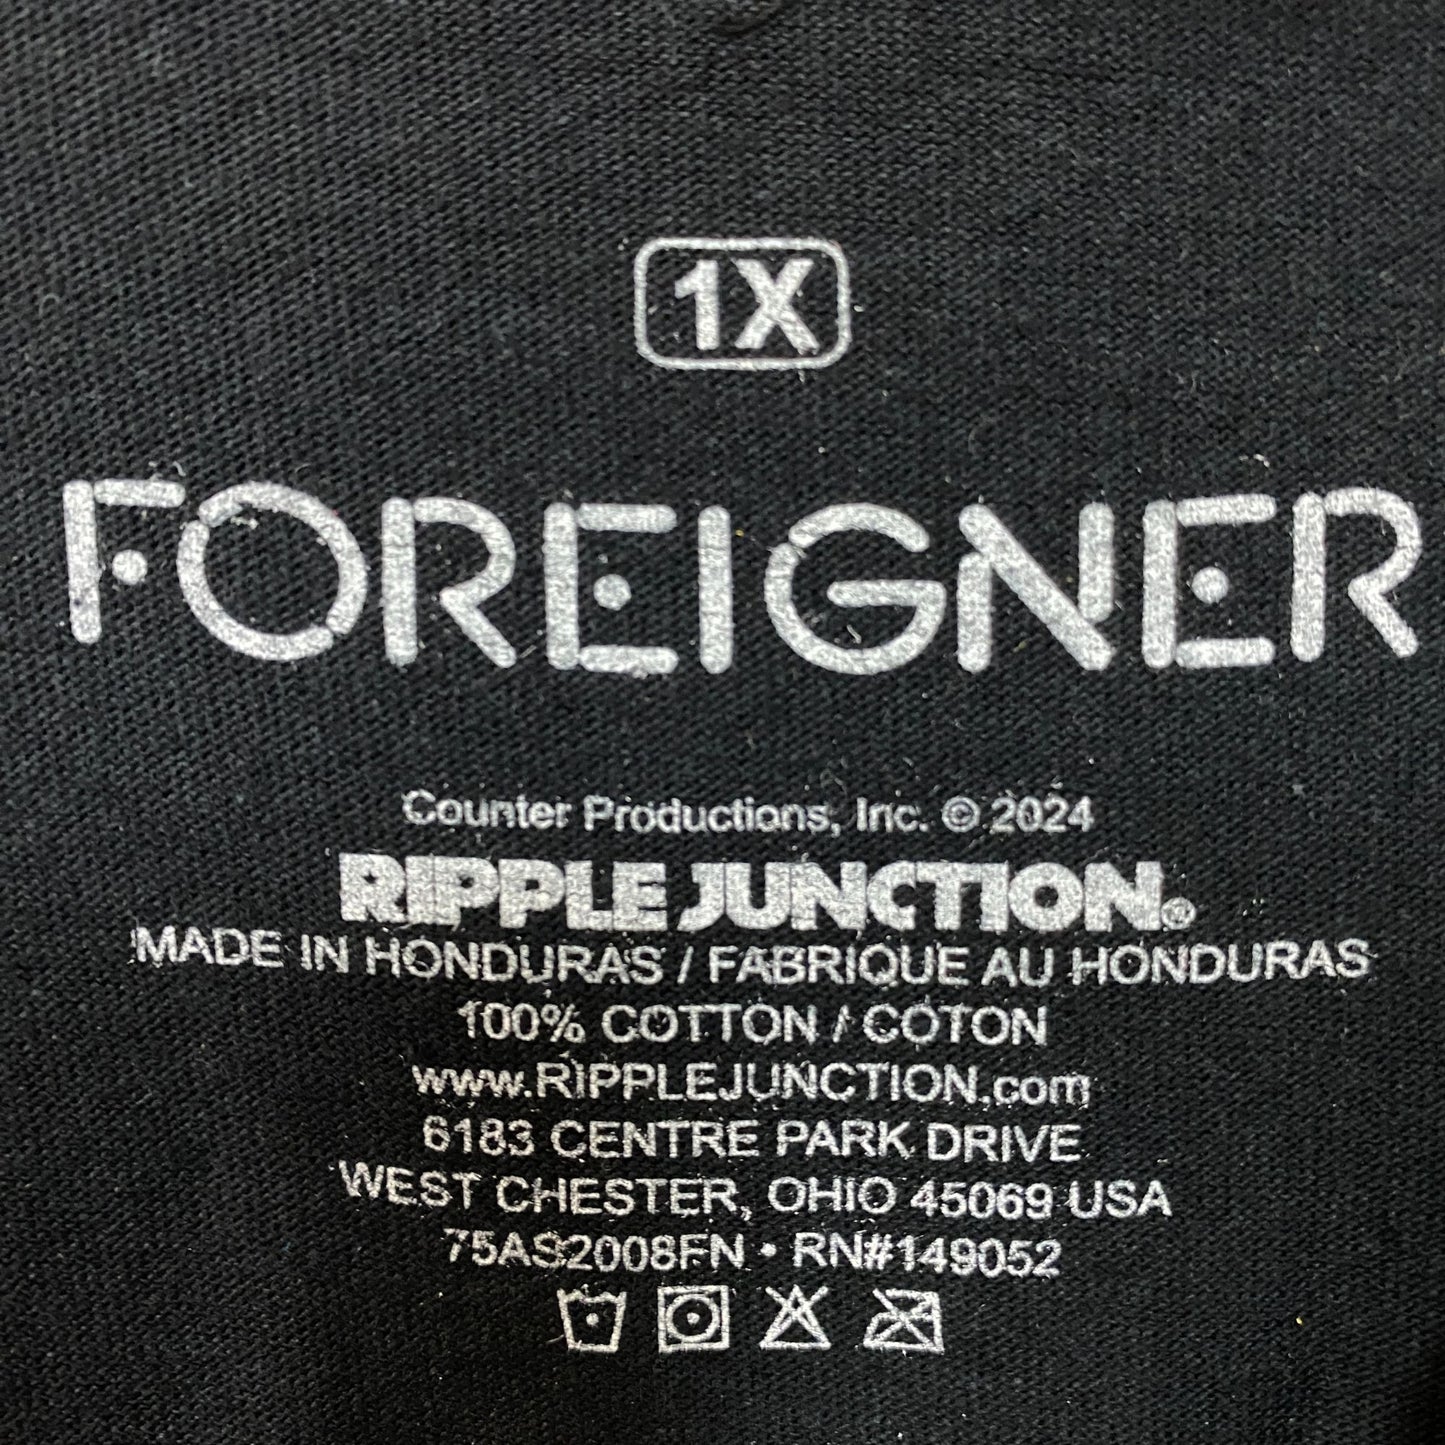 1X
FOREIGNER
Counter Productions, Inc. © 2024
RIPPLE JUNCTION®
MADE IN HONDURAS / FABRIQUE AU HONDURAS
100% COTTON / COTON
www.RIPPLEJUNCTION.com
6183 CENTRE PARK DRIVE
WEST CHESTER, OHIO 45069 USA
75AS2008FN • RN#149052